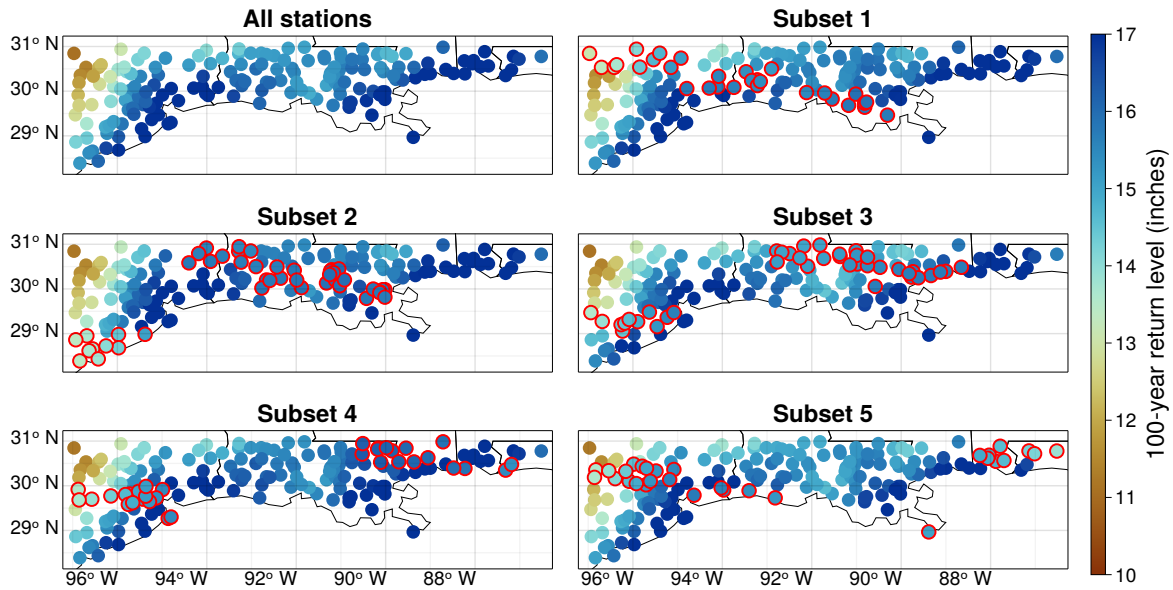 All stations
Subset 1
31° N
30° N
29° N
Subset 2
Subset 3
31° N
30° N
29° N
Subset 4
Subset 5
31° N
30° N
29° N
96° W 94° W 92° W 90° W 88° W
96° W 94° W 92° W 90° W 88° W
17
16
15
14
13
12
11
10
100-year return level (inches)